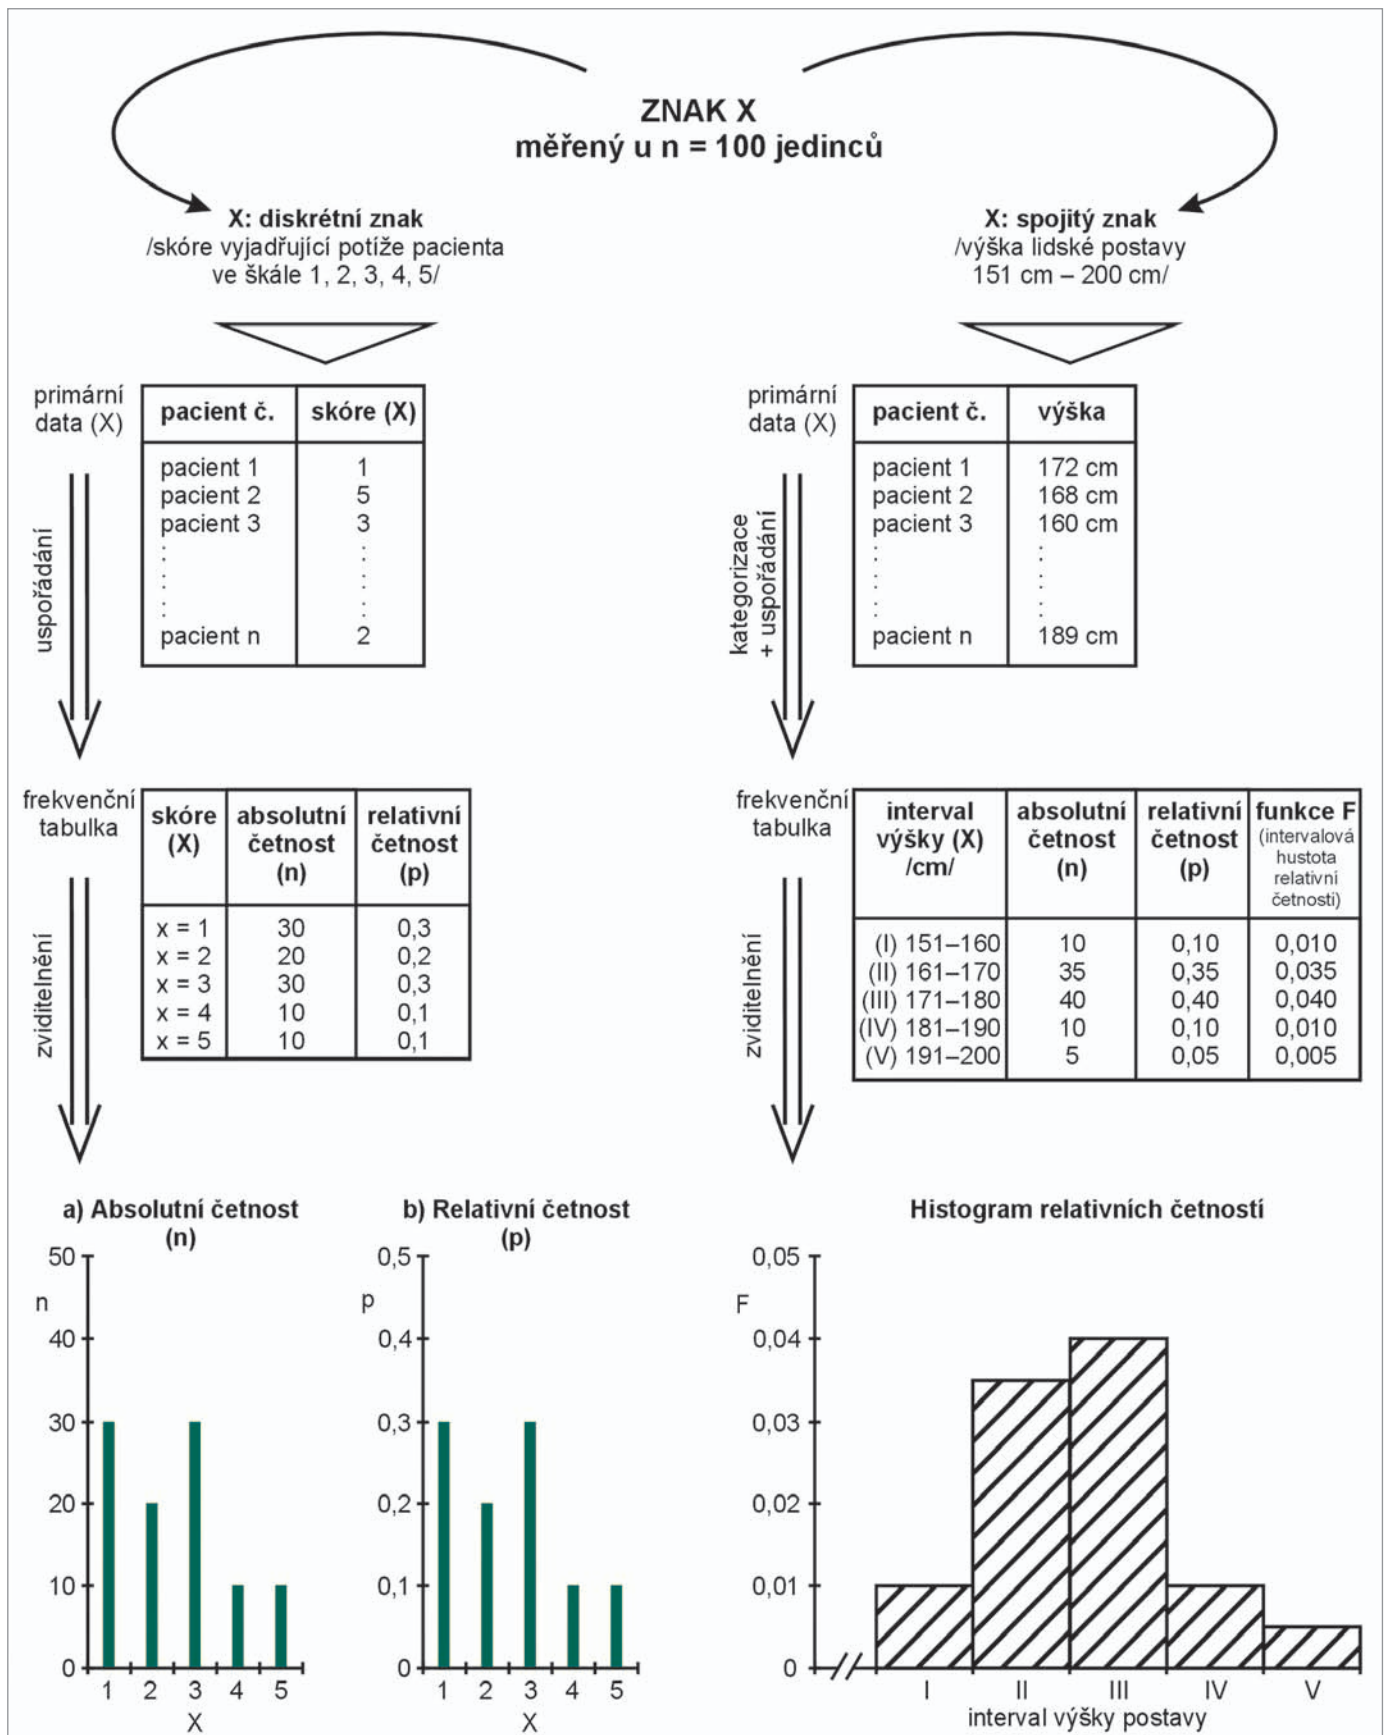 ZNAK X
měřený u n = 100 jedinců
X: diskrétní znak
/skóre vyjadřující potíže pacienta
ve škále 1, 2, 3, 4, 5/
X: spojitý znak
/výška lidské postavy
151 cm – 200 cm/
primární
data (X)
uspořádání
pacient č. skóre (X)
pacient 1 1
pacient 2 5
pacient 3 3
: :
: :
: :
pacient n 2
primární
data (X)
kategorizace
+ uspořádání
pacient č. výška
pacient 1 172 cm
pacient 2 168 cm
pacient 3 160 cm
: :
: :
: :
pacient n 189 cm
frekvenční
tabulka
zviditelnění
skóre
(X)
absolutní
četnost
(n)
relativní
četnost
(p)
x = 1 30 0,3
x = 2 20 0,2
x = 3 30 0,3
x = 4 10 0,1
x = 5 10 0,1
frekvenční
tabulka
zviditelnění
interval
výšky (X)
/cm/
absolutní
četnost
(n)
relativní
četnost
(p)
funkce F
(intervalová
hustota
relativní
četnosti)
(I) 151–160 10 0,10 0,010
(II) 161–170 35 0,35 0,035
(III) 171–180 40 0,40 0,040
(IV) 181–190 10 0,10 0,010
(V) 191–200 5 0,05 0,005
a) Absolutní četnost
(n)
50
n
40
30
20
10
0
1 2 3 4 5
X
b) Relativní četnost
(p)
0,5
p
0,4
0,3
0,2
0,1
0
1 2 3 4 5
X
Histogram relativních četností
0,05
F
0,04
0,03
0,02
0,01
0
I II III IV V
interval výšky postavy